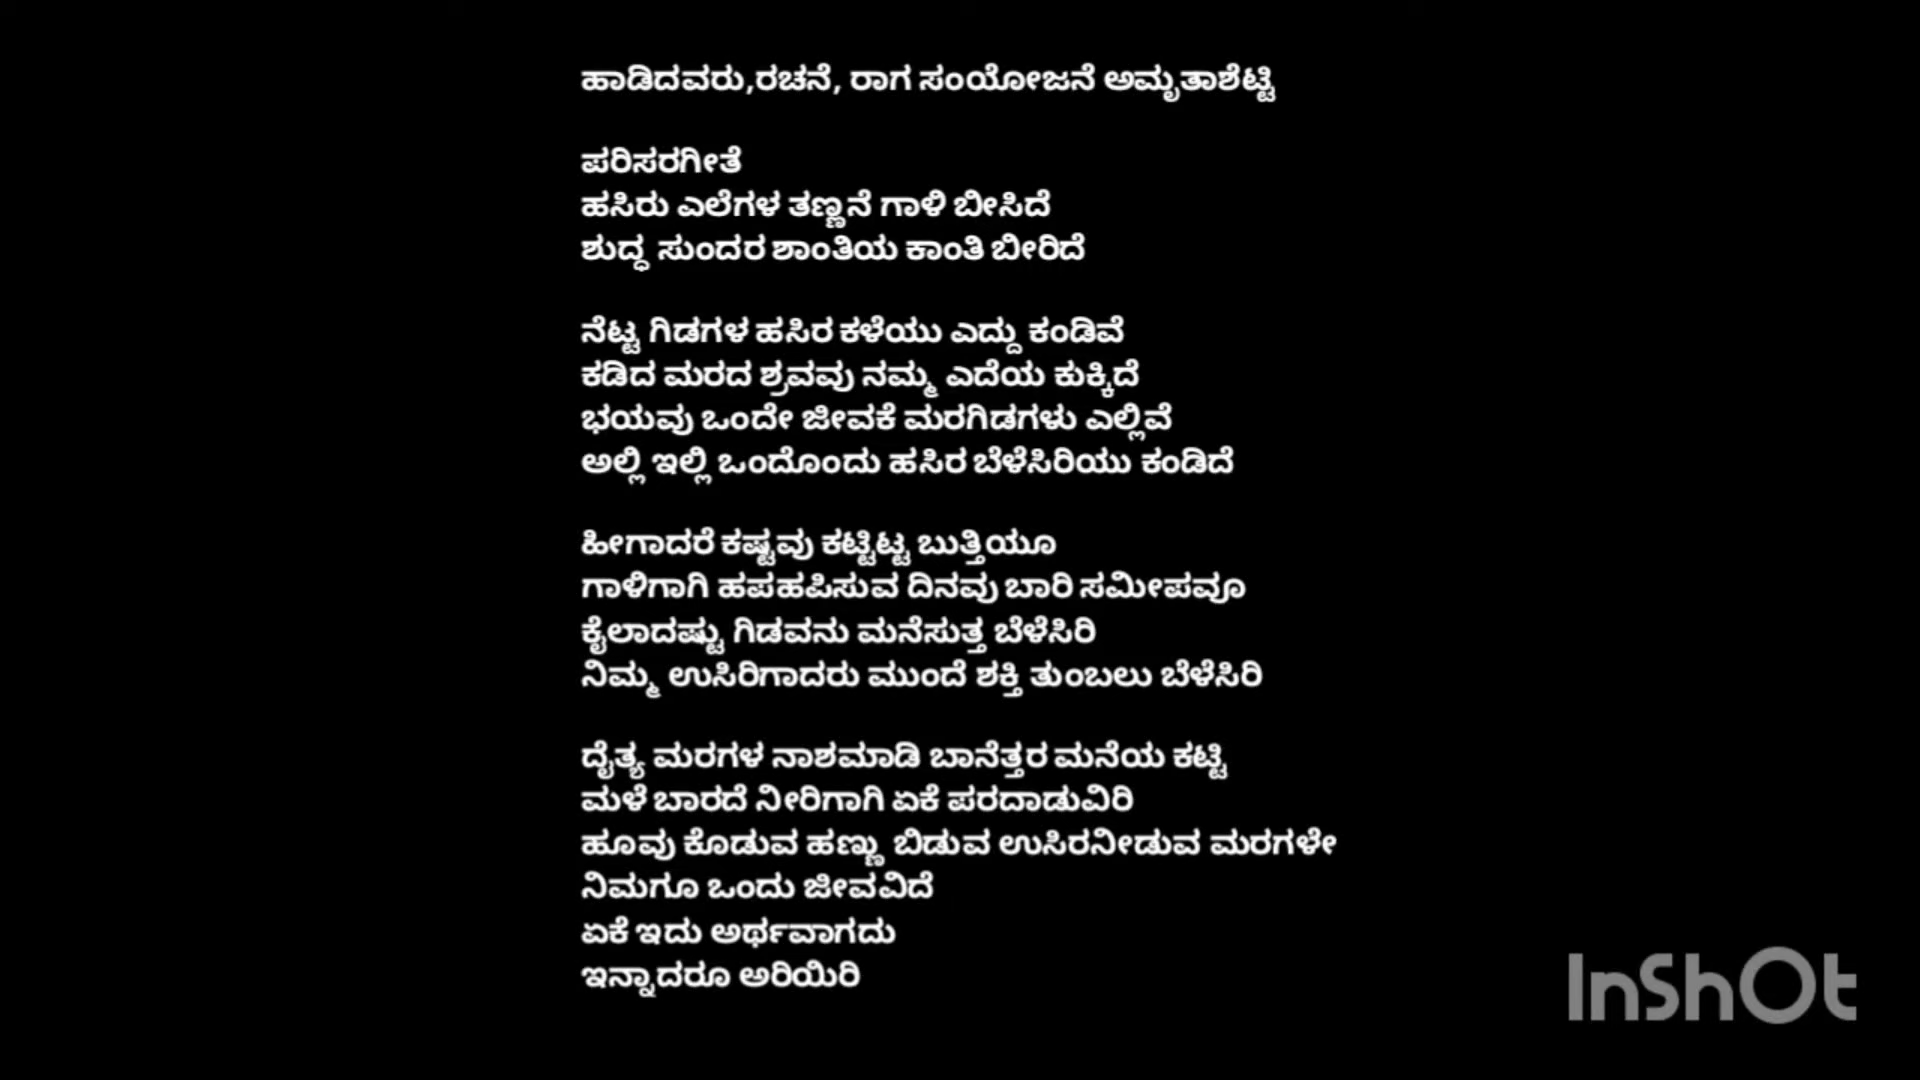 ಹಾಡಿದವರು,ರಚನೆ, ರಾಗ ಸಂಯೋಜನೆ ಅಮೃತಾಶೆಟ್ಟಿ
ಪರಿಸರಗೀತೆ
ಹಸಿರು ಎಲೆಗಳ ತಣ್ಣನೆ ಗಾಳಿ ಬೀಸಿದೆ
ಶುದ್ಧ ಸುಂದರ ಶಾಂತಿಯ ಕಾಂತಿ ಬೀರಿದೆ
ನೆಟ್ಟ ಗಿಡಗಳ ಹಸಿರ ಕಳೆಯು ಎದ್ದು ಕಂಡಿವೆ
ಕಡಿದ ಮರದ ಶ್ರವವು ನಮ್ಮ ಎದೆಯ ಕುಕ್ಕಿದೆ
ಭಯವು ಒಂದೇ ಜೀವಕೆ ಮರಗಿಡಗಳು ಎಲ್ಲಿವೆ
ಅಲ್ಲಿ ಇಲ್ಲಿ ಒಂದೊಂದು ಹಸಿರ ಬೆಳೆಸಿರಿಯು ಕಂಡಿದೆ
ಹೀಗಾದರೆ ಕಷ್ಟವು ಕಟ್ಟಿಟ್ಟ ಬುತ್ತಿಯೂ
ಗಾಳಿಗಾಗಿ ಹಪಹಪಿಸುವ ದಿನವು ಬಾರಿ ಸಮೀಪವೂ
ಕೈಲಾದಷ್ಟು ಗಿಡವನು ಮನೆಸುತ್ತ ಬೆಳೆಸಿರಿ
ನಿಮ್ಮ ಉಸಿರಿಗಾದರು ಮುಂದೆ ಶಕ್ತಿ ತುಂಬಲು ಬೆಳೆಸಿರಿ
ದೈತ್ಯ ಮರಗಳ ನಾಶಮಾಡಿ ಬಾನೆತ್ತರ ಮನೆಯ ಕಟ್ಟಿ
ಮಳೆ ಬಾರದೆ ನೀರಿಗಾಗಿ ಏಕೆ ಪರದಾಡುವಿರಿ
ಹೂವು ಕೊಡುವ ಹಣ್ಣು ಬಿಡುವ ಉಸಿರನೀಡುವ ಮರಗಳೇ
ನಿಮಗೂ ಒಂದು ಜೀವವಿದೆ
ಏಕೆ ಇದು ಅರ್ಥವಾಗದು
ಇನ್ನಾದರೂ ಅರಿಯಿರಿ
InShOt